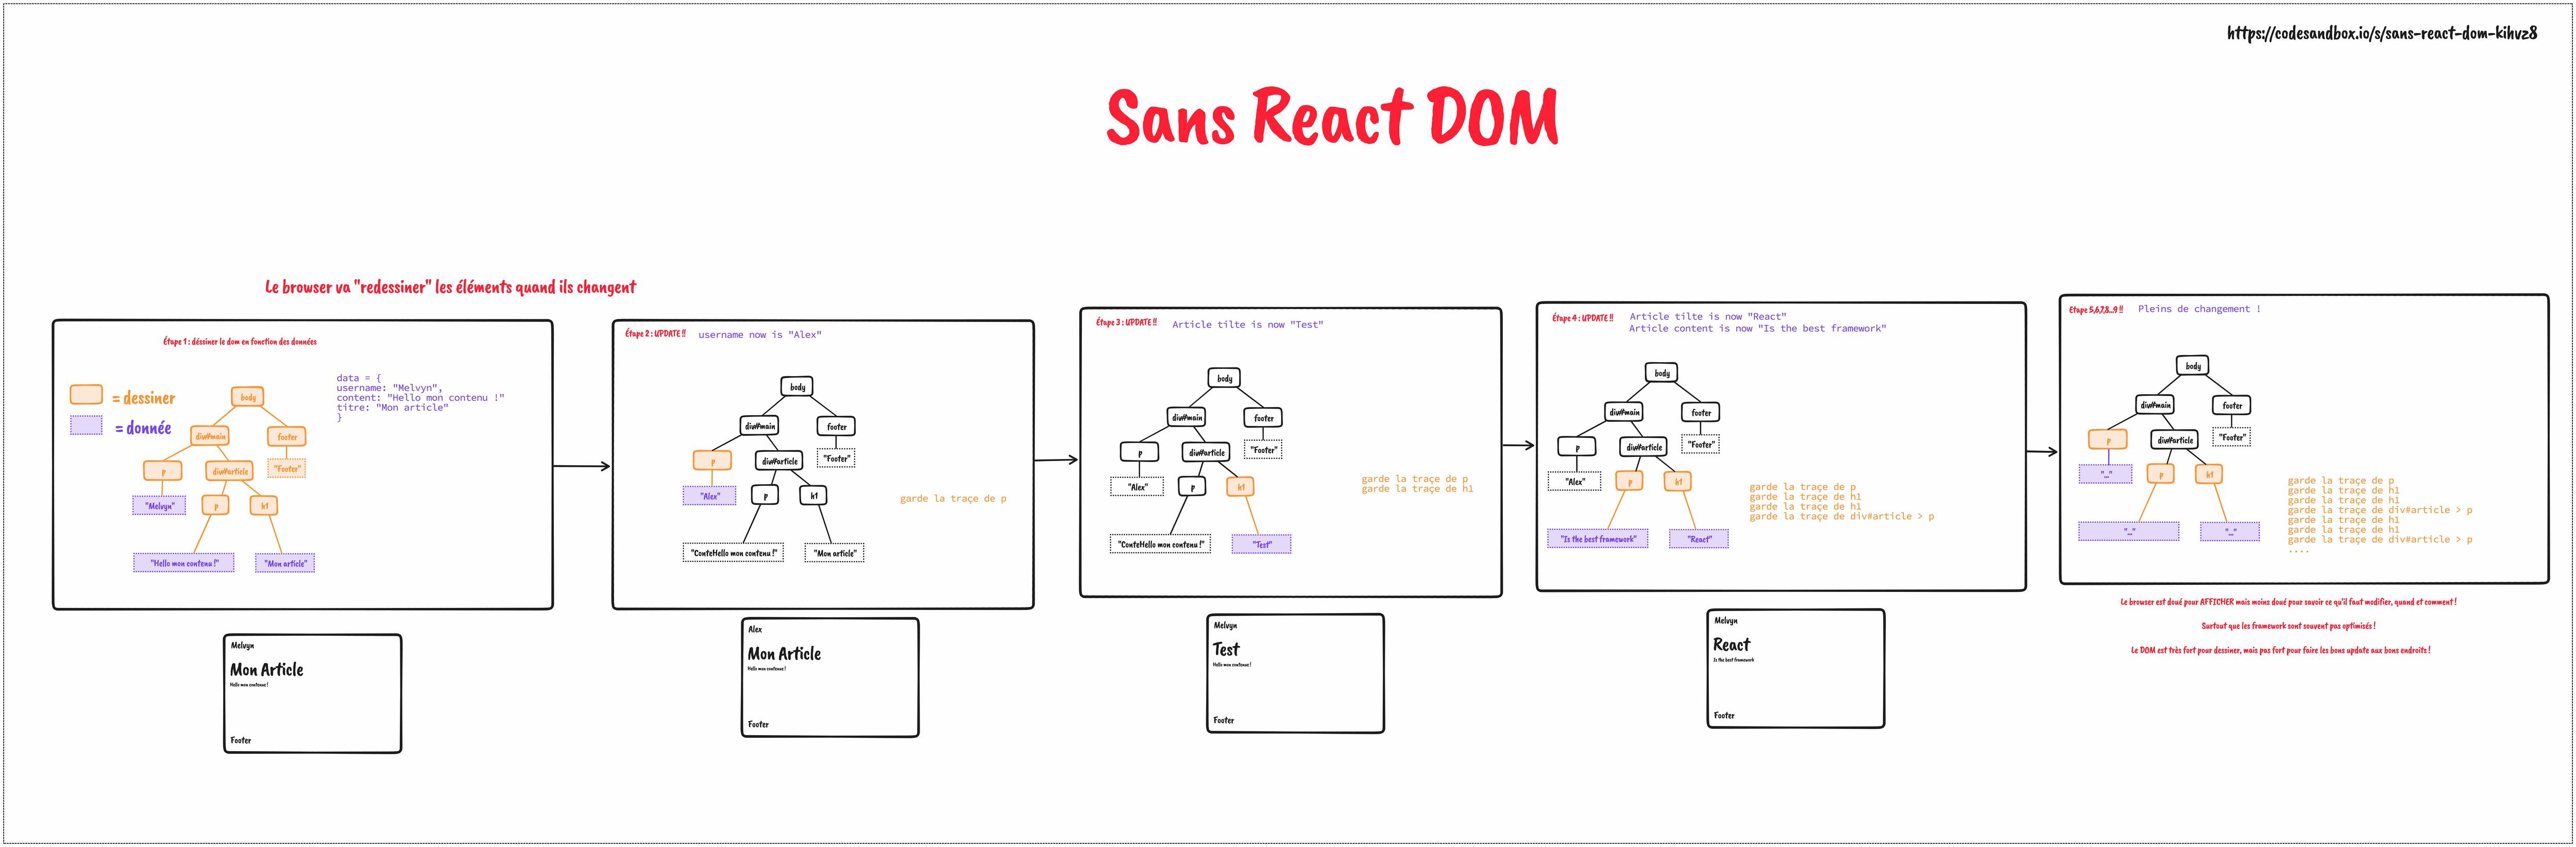 https://codesandbox.io/s/sans-react-dom-kihvz8
Sans React DOM
Le browser va "redessiner" les éléments quand ils changent
Étape 1 : déssiner le dom en fonction des données
= dessiner
= donnée
data = {
username: "Melvyn",
content: "Hello mon contenu !"
titre: "Mon article"
}
body
div#main
footer
p
div#article
"Footer"
"Melvyn"
p
h1
"Hello mon contenu !"
"Mon article"
Melvyn
Mon Article
Hello mon contenue !
Footer
Étape 2 : UPDATE !!
username now is "Alex"
body
div#main
footer
p
div#article
"Footer"
"Alex"
p
h1
garde la traçe de p
"ConteHello mon contenu !"
"Mon article"
Alex
Mon Article
Hello mon contenue !
Footer
Étape 3 : UPDATE !!
Article tilte is now "Test"
body
div#main
footer
p
div#article
"Footer"
"Alex"
p
h1
garde la traçe de p
garde la traçe de h1
"ConteHello mon contenu !"
"Test"
Melvyn
Test
Hello mon contenue !
Footer
Étape 4 : UPDATE !!
Article tilte is now "React"
Article content is now "Is the best framework"
body
div#main
footer
p
div#article
"Footer"
"Alex"
p
h1
garde la traçe de p
garde la traçe de h1
garde la traçe de h1
garde la traçe de div#article > p
"Is the best framework"
"React"
Melvyn
React
Is the best framework
Footer
Etape 5,6,7,8...9 !!
Pleins de changement !
body
div#main
footer
p
div#article
"Footer"
"..."
p
h1
garde la traçe de p
garde la traçe de h1
garde la traçe de h1
garde la traçe de div#article > p
garde la traçe de h1
garde la traçe de h1
garde la traçe de div#article > p
....
"..."
"..."
Le browser est doué pour AFFICHER mais moins doué pour savoir ce qu'il faut modifier, quand et comment !
Surtout que les framework sont souvent pas optimisés !
Le DOM est très fort pour dessiner, mais pas fort pour faire les bons update aux bons endroits !